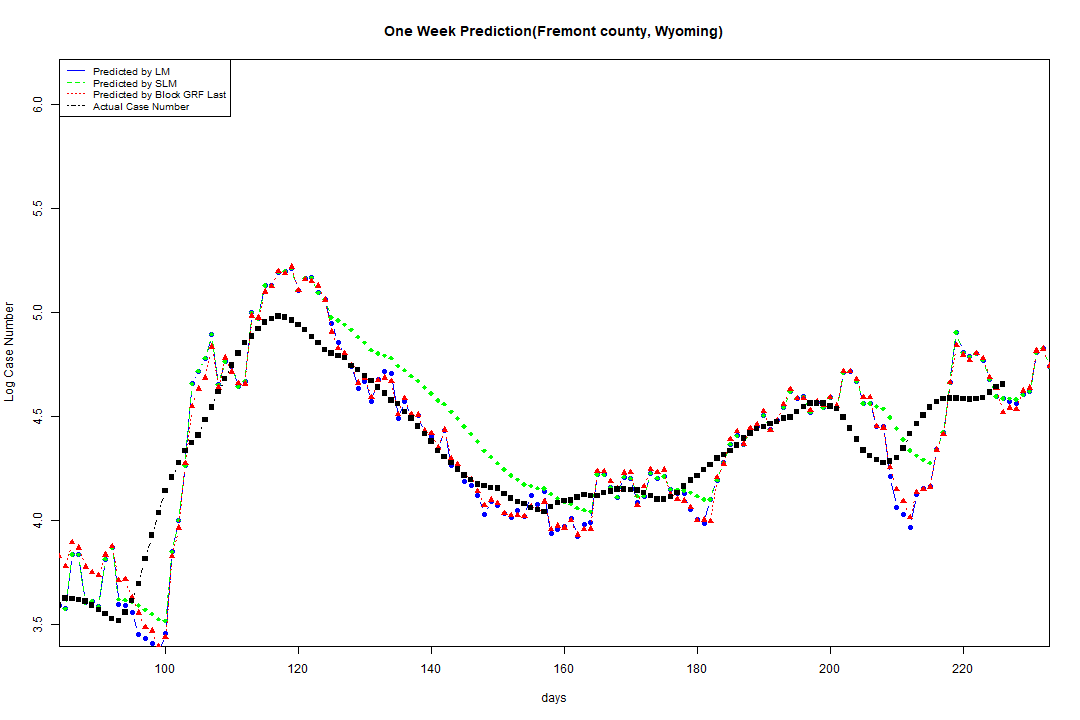 One Week Prediction(Fremont county, Wyoming)
Predicted by LM
Predicted by SLM
Predicted by Block GRF Last
Actual Case Number
6.0
5.5
5.0
4.5
4.0
3.5
Log Case Number
100 120 140 160 180 200 220
days